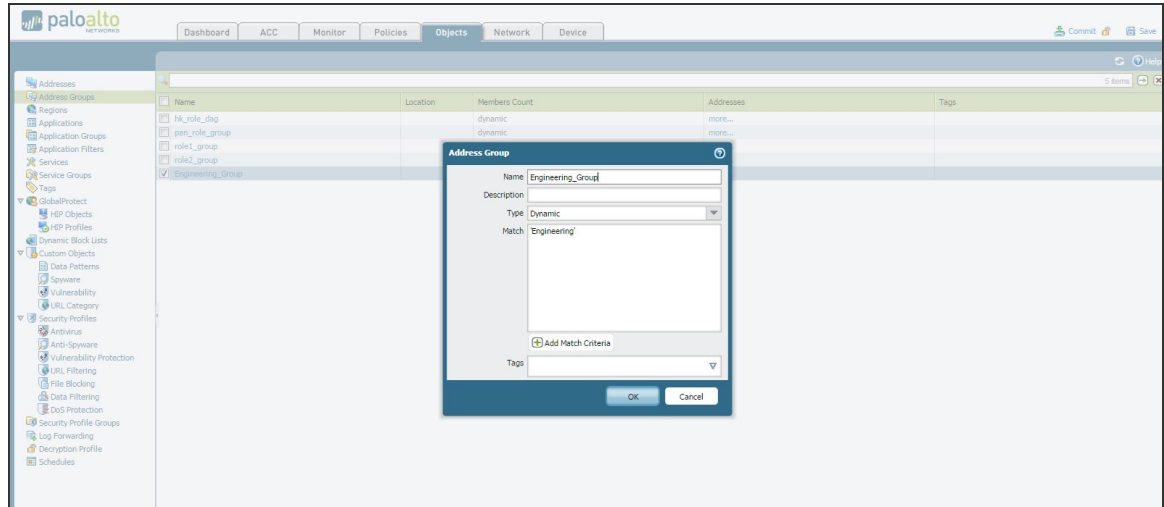 paloalto
NETWORKS
Dashboard ACC Monitor Policies Objects Network Device
Commit Save
Help
5 items
Addresses
Address Groups
Regions
Applications
Application Groups
Application Filters
Services
Service Groups
Tags
GlobalProtect
HIP Objects
HIP Profiles
Dynamic Block Lists
Custom Objects
Data Patterns
Spyware
Vulnerability
URL Category
Security Profiles
Antivirus
Anti-Spyware
Vulnerability Protection
URL Filtering
File Blocking
Data Filtering
DoS Protection
Security Profile Groups
Log Forwarding
Decryption Profile
Schedules
Name Location Members Count Addresses Tags
hk_role_dag dynamic more...
pan_role_group dynamic more...
role1_group
role2_group
Engineering_Group
Address Group
Name Engineering_Group
Description
Type Dynamic
Match 'Engineering'
Add Match Criteria
Tags
OK Cancel